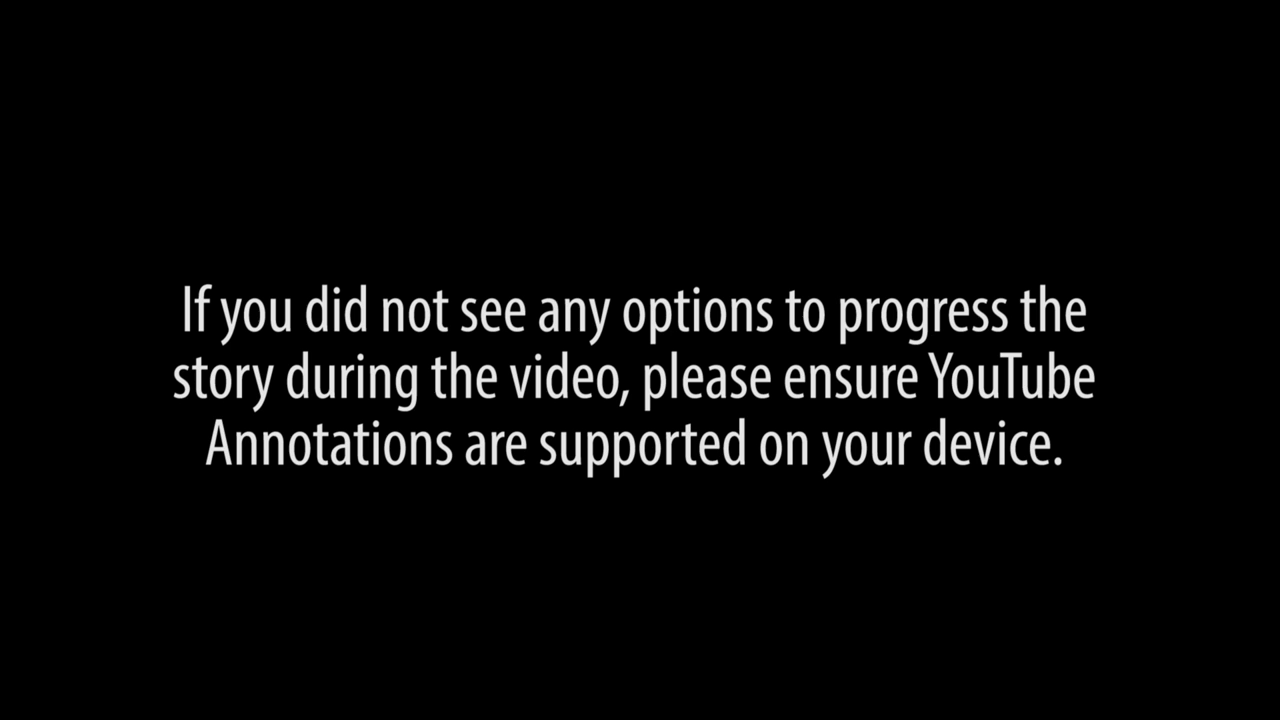 If you did not see any options to progress the
story during the video, please ensure YouTube
Annotations are supported on your device.